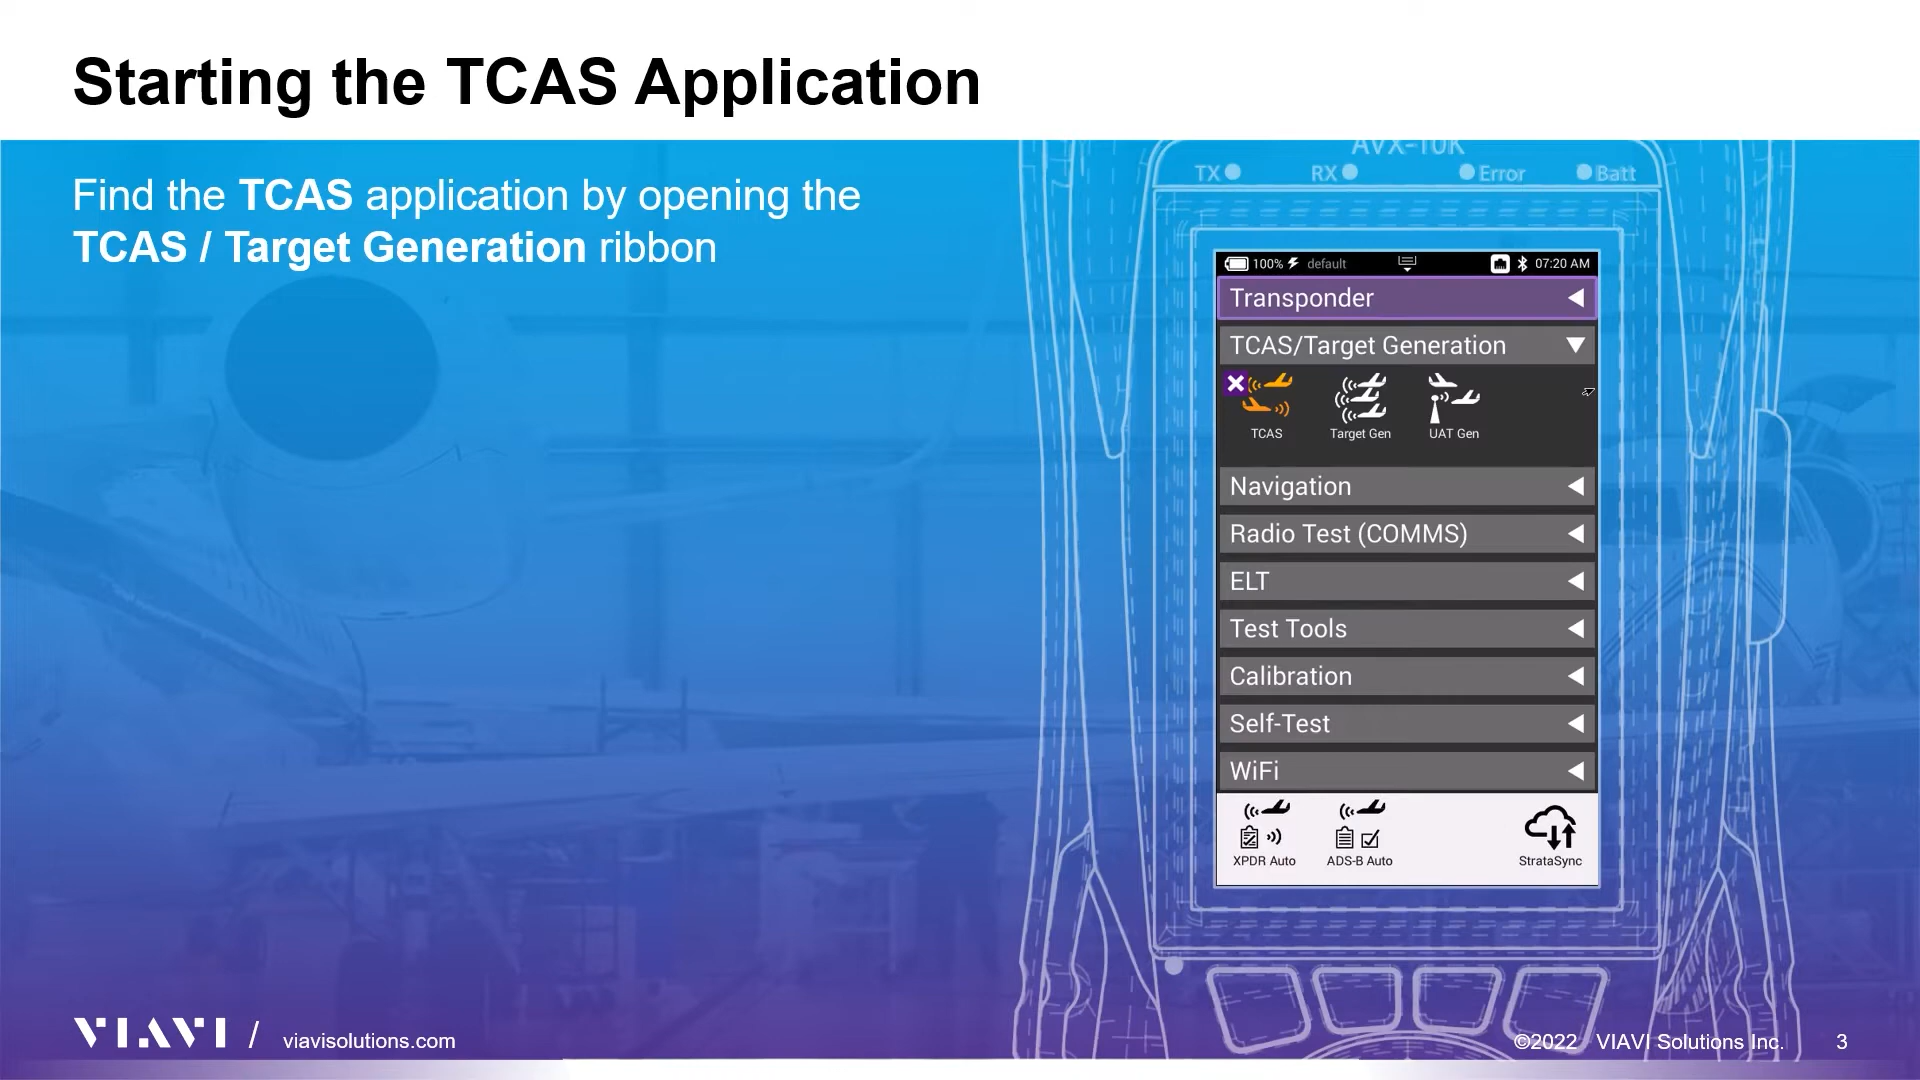 Starting the TCAS Application
Find the TCAS application by opening the
TCAS / Target Generation ribbon
AVX-10K
TX
RX
Error
Batt
100%
default
07:20 AM
Transponder
TCAS/Target Generation
TCAS
Target Gen
UAT Gen
Navigation
Radio Test (COMMS)
ELT
Test Tools
Calibration
Self-Test
WiFi
XPDR Auto
ADS-B Auto
StrataSync
VIAVI /
viavisolutions.com
©2022 VIAVI Solutions Inc.
3